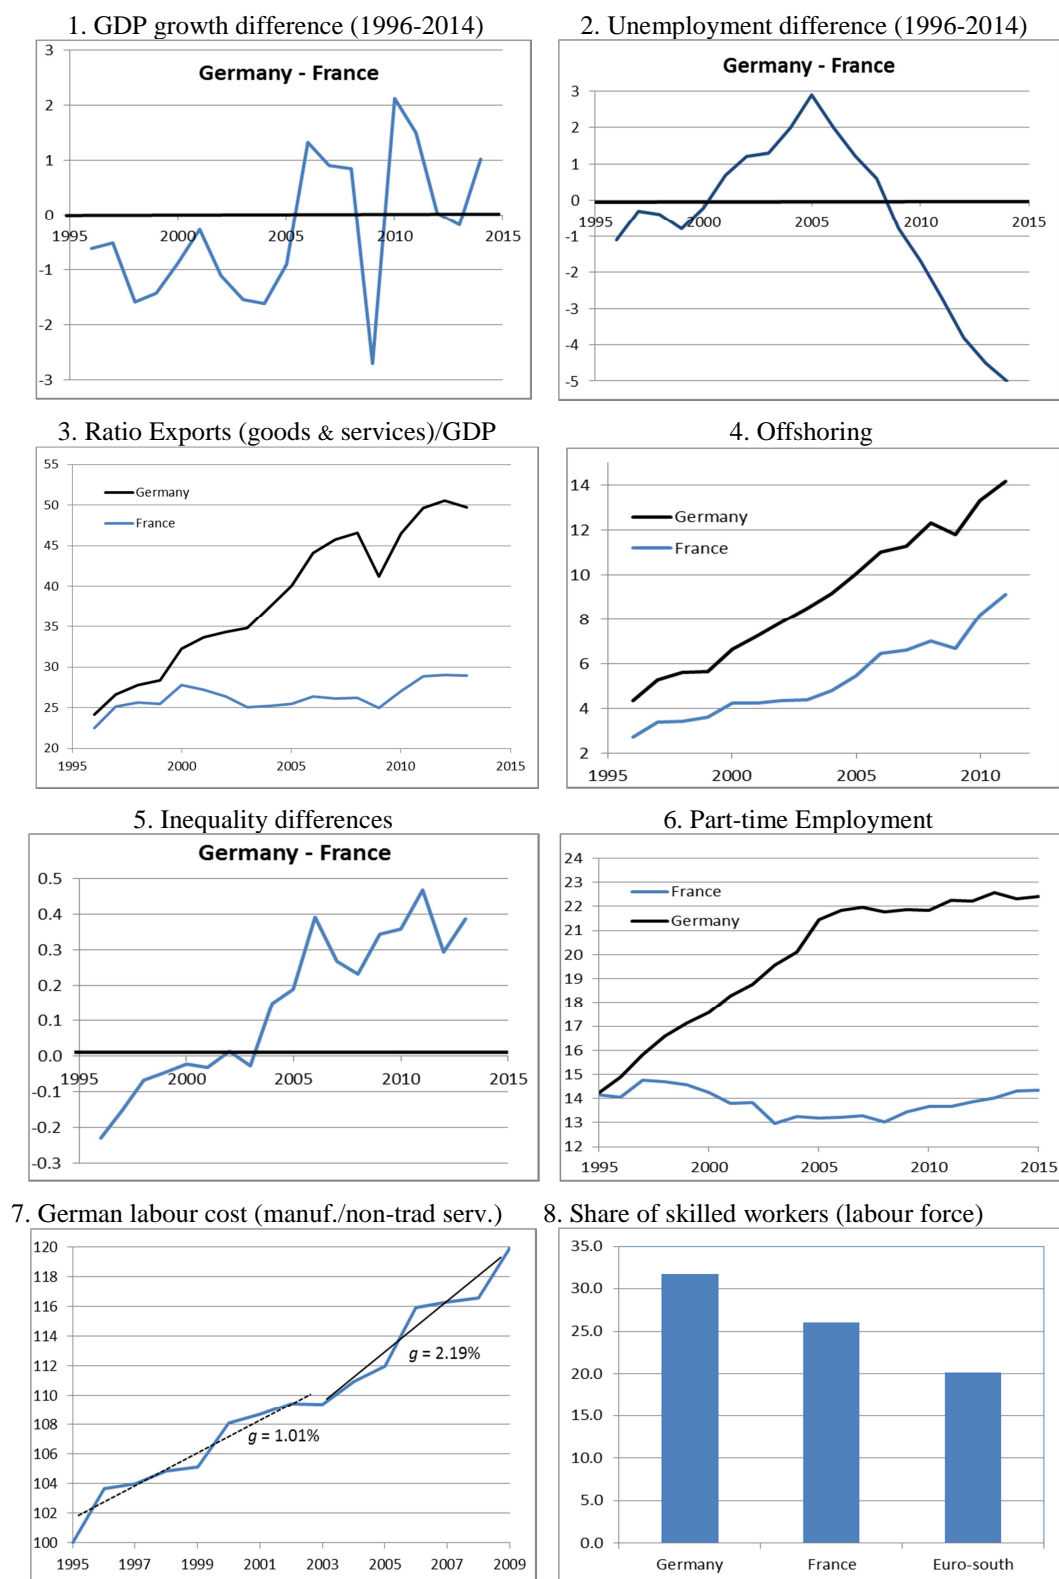 1. GDP growth difference (1996-2014)
Germany - France
3
2
1
0
1995 2000 2005 2010 2015
-1
-2
-3
2. Unemployment difference (1996-2014)
Germany - France
3
2
1
0
1995 2000 2005 2010 2015
-1
-2
-3
-4
-5
3. Ratio Exports (goods & services)/GDP
55
Germany
50
France
45
40
35
30
25
20
1995 2000 2005 2010 2015
4. Offshoring
14
Germany
12
France
10
8
6
4
2
1995 2000 2005 2010
5. Inequality differences
Germany - France
0.5
0.4
0.3
0.2
0.1
0.0
1995 2000 2005 2010 2015
-0.1
-0.2
-0.3
6. Part-time Employment
24
23
France
22
Germany
21
20
19
18
17
16
15
14
13
12
1995 2000 2005 2010 2015
7. German labour cost (manuf./non-trad serv.)
120
118
116
114
g = 2.19%
112
110
108
g = 1.01%
106
104
102
100
1995 1997 1999 2001 2003 2005 2007 2009
8. Share of skilled workers (labour force)
35.0
30.0
25.0
20.0
15.0
10.0
5.0
0.0
Germany France Euro-south